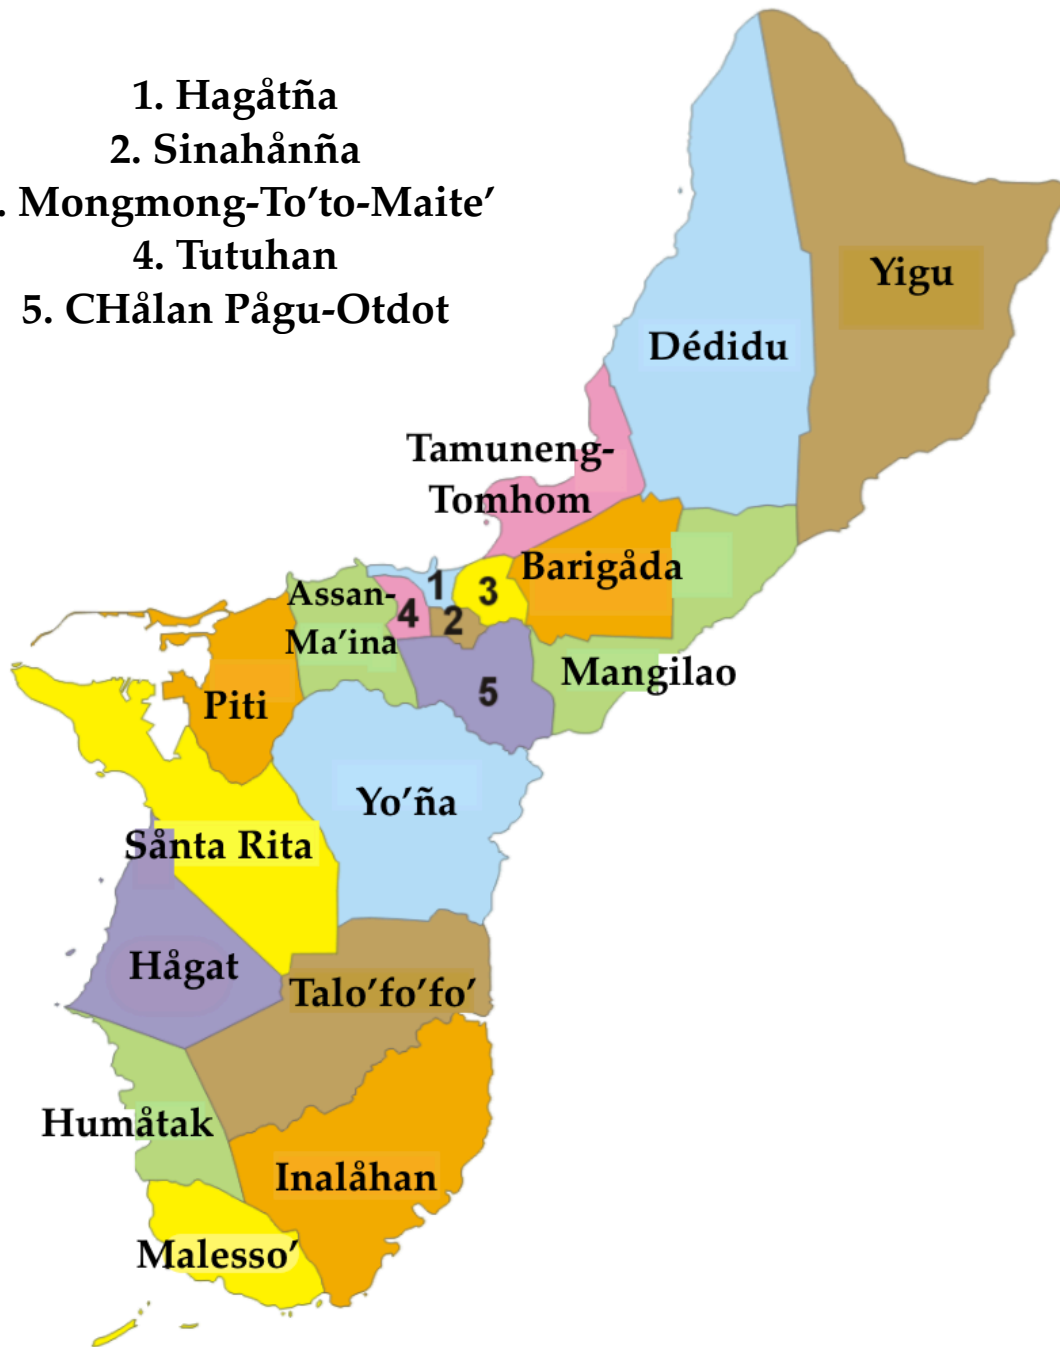 1. Hagåtña
2. Sinahånña
. Mongmong-To’to-Maite’
4. Tutuhan
5. CHålan Pågu-Otdot
Yigu
Dédidu
Tamuneng-
Tomhom
Barigåda
1
3
Assan-
4
2
Ma’ina
Mangilao
5
Piti
Yo’ña
Sånta Rita
Hågat
Talo’fo’fo’
Humåtak
Inalåhan
Malesso’